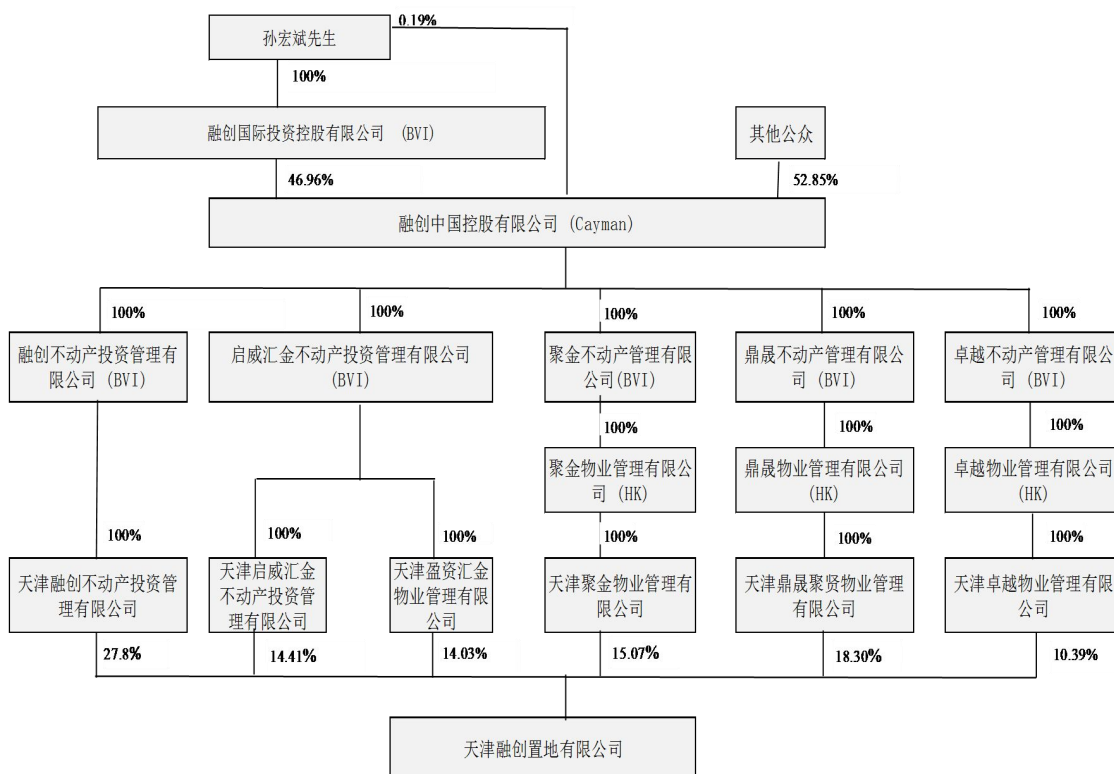 0.19%
孙宏斌先生
100%
融创国际投资控股有限公司 (BVI)
其他公众
46.96%
52.85%
融创中国控股有限公司 (Cayman)
100%
100%
100%
100%
100%
融创不动产投资管理有
限公司 (BVI)
启威汇金不动产投资管理有限公司
(BVI)
聚金不动产管理有限
公司(BVI)
鼎晟不动产管理有限公
司 (BVI)
卓越不动产管理有限公
司 (BVI)
100%
100%
100%
聚金物业管理有限公
司 (HK)
鼎晟物业管理有限公司
(HK)
卓越物业管理有限公司
(HK)
100%
100%
100%
100%
100%
100%
天津融创不动产投资管
理有限公司
天津启威汇金
不动产投资管
理有限公司
天津盈资汇金
物业管理有限
公司
天津聚金物业管理有
限公司
天津鼎晟聚贤物业管理
有限公司
天津卓越物业管理有限
公司
27.8%
14.41%
14.03%
15.07%
18.30%
10.39%
天津融创置地有限公司